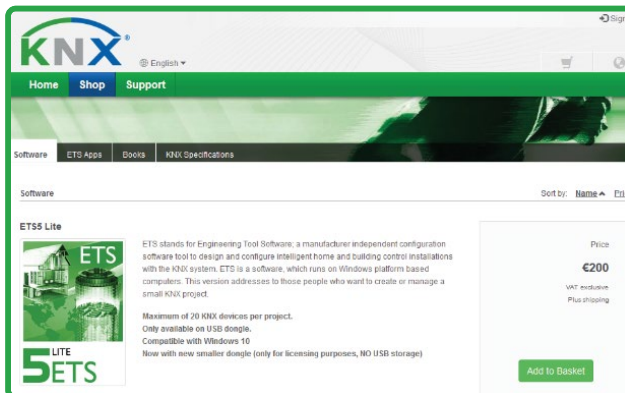 Sign
KNX®
English
Home Shop Support
Software ETS Apps Books KNX Specifications
Software Sort by: Name
ETS5 Lite
ETS
LITE
5ETS
ETS stands for Engineering Tool Software, a manufacturer independent configuration
software tool to design and configure intelligent home and building control installations
with the KNX system. ETS is a software, which runs on Windows platform based
computers. This version addresses to those people who want to create or manage a
small KNX project.
Maximum of 20 KNX devices per project.
Only available on USB dongle.
Compatible with Windows 10
Now with new smaller dongle (only for licensing purposes, NO USB storage)
Price
€200
VAT exclusive
Plus shipping
Add to Basket